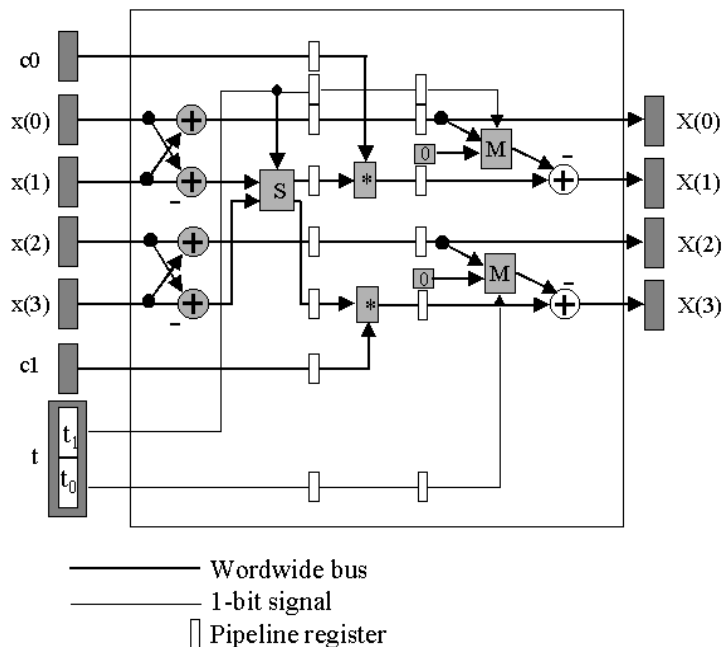 c0
x(0)
x(1)
x(2)
x(3)
c1
t
t1
t0
+
+
+
+
-
-
S
*
*
0
0
M
M
-
-
+
+
X(0)
X(1)
X(2)
X(3)
Wordwide bus
1-bit signal
Pipeline register